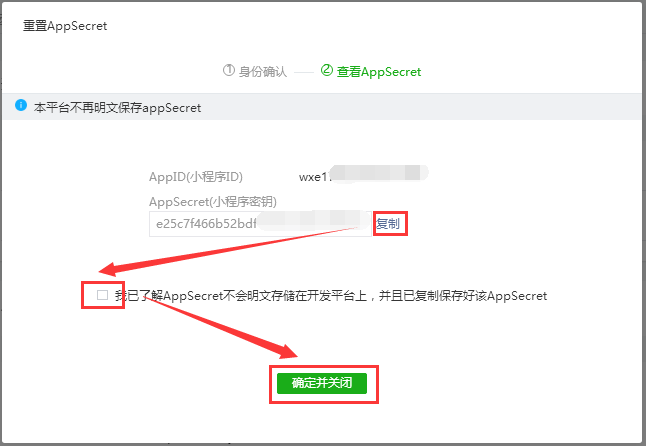 重置AppSecret
① 身份确认 ② 查看AppSecret
本平台不再明文保存appSecret
AppID(小程序ID) wxe1
AppSecret(小程序密钥)
e25c7f466b52bdf 复制
我已了解AppSecret不会明文存储在开发平台上，并且已复制保存好该AppSecret
确定并关闭